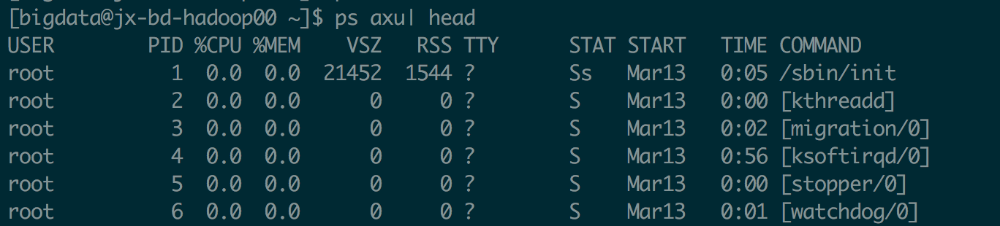 [bigdata@jx-bd-hadoop00 ~]$ ps axu| head
USER PID %CPU %MEM VSZ RSS TTY STAT START TIME COMMAND
root 1 0.0 0.0 21452 1544 ? Ss Mar13 0:05 /sbin/init
root 2 0.0 0.0 0 0 ? S Mar13 0:00 [kthreadd]
root 3 0.0 0.0 0 0 ? S Mar13 0:02 [migration/0]
root 4 0.0 0.0 0 0 ? S Mar13 0:56 [ksoftirqd/0]
root 5 0.0 0.0 0 0 ? S Mar13 0:00 [stopper/0]
root 6 0.0 0.0 0 0 ? S Mar13 0:01 [watchdog/0]